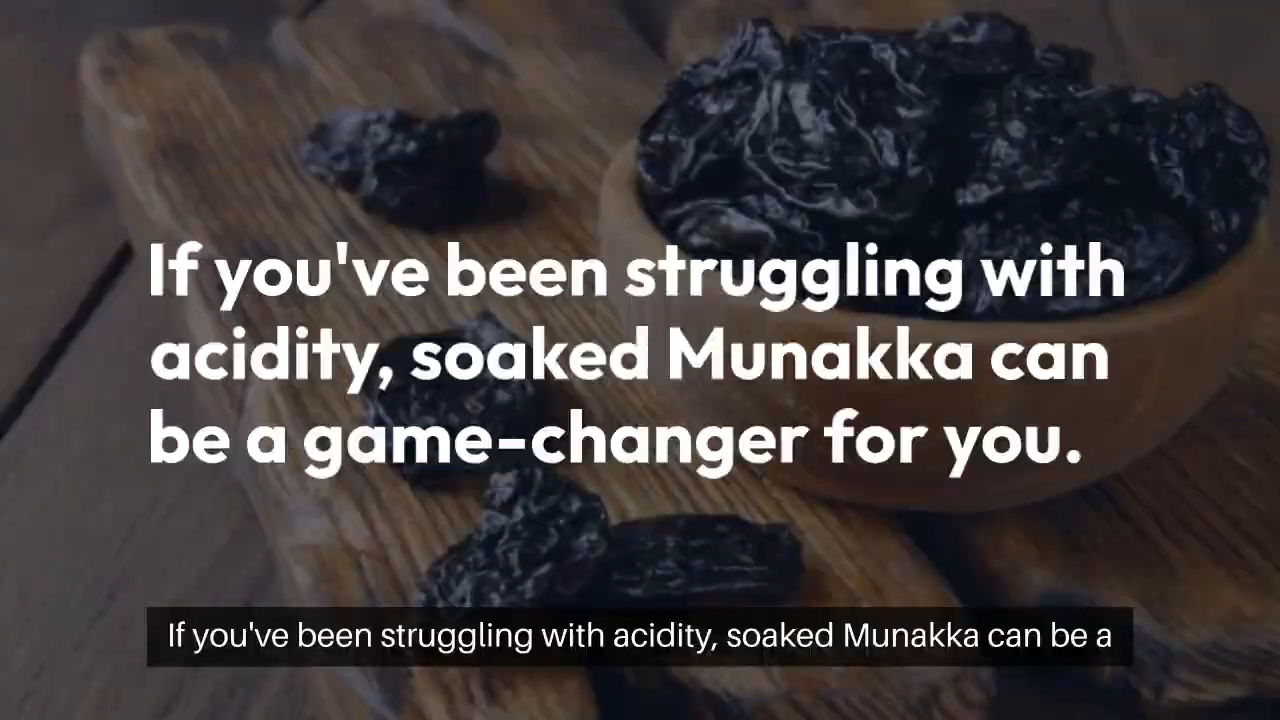 If you've been struggling with
acidity, soaked Munakka can
be a game-changer for you.
If you've been struggling with acidity, soaked Munakka can be a